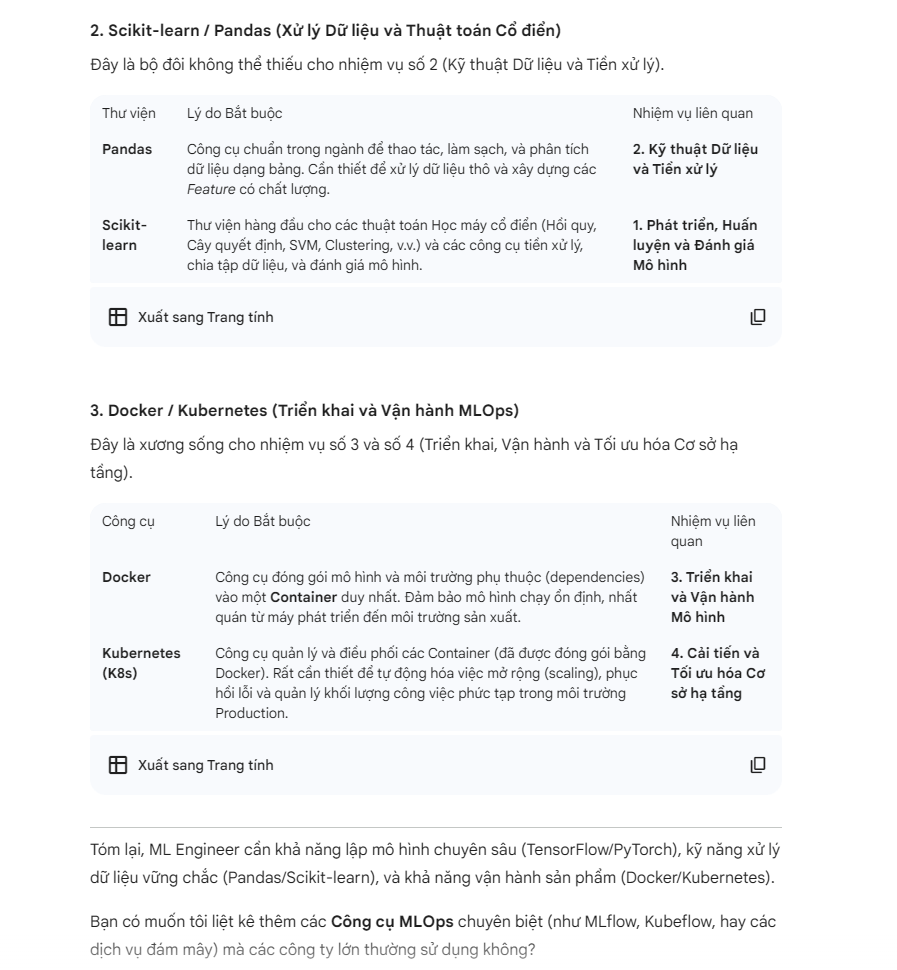 2. Scikit-learn / Pandas (Xử lý Dữ liệu và Thuật toán Cổ điển)
Đây là bộ đôi không thể thiếu cho nhiệm vụ số 2 (Kỹ thuật Dữ liệu và Tiền xử lý).
Thư viện
Lý do Bắt buộc
Nhiệm vụ liên quan
Pandas
Công cụ chuẩn trong ngành để thao tác, làm sạch, và phân tích
dữ liệu dạng bảng. Cần thiết để xử lý dữ liệu thô và xây dựng các
Feature có chất lượng.
2. Kỹ thuật Dữ liệu
và Tiền xử lý
Scikit-
learn
Thư viện hàng đầu cho các thuật toán Học máy cổ điển (Hồi quy,
Cây quyết định, SVM, Clustering, v.v.) và các công cụ tiền xử lý,
chia tập dữ liệu, và đánh giá mô hình.
1. Phát triển, Huấn
luyện và Đánh giá
Mô hình
Xuất sang Trang tính
3. Docker / Kubernetes (Triển khai và Vận hành MLOps)
Đây là xương sống cho nhiệm vụ số 3 và số 4 (Triển khai, Vận hành và Tối ưu hóa Cơ sở hạ
tầng).
Công cụ
Lý do Bắt buộc
Nhiệm vụ liên
quan
Docker
Công cụ đóng gói mô hình và môi trường phụ thuộc (dependencies)
vào một Container duy nhất. Đảm bảo mô hình chạy ổn định, nhất
quán từ máy phát triển đến môi trường sản xuất.
3. Triển khai
và Vận hành
Mô hình
Kubernetes
(K8s)
Công cụ quản lý và điều phối các Container (đã được đóng gói bằng
Docker). Rất cần thiết để tự động hóa việc mở rộng (scaling), phục
hồi lỗi và quản lý khối lượng công việc phức tạp trong môi trường
Production.
4. Cải tiến và
Tối ưu hóa Cơ
sở hạ tầng
Xuất sang Trang tính
Tóm lại, ML Engineer cần khả năng lập mô hình chuyên sâu (TensorFlow/PyTorch), kỹ năng xử lý
dữ liệu vững chắc (Pandas/Scikit-learn), và khả năng vận hành sản phẩm (Docker/Kubernetes).
Bạn có muốn tôi liệt kê thêm các Công cụ MLOps chuyên biệt (như MLflow, Kubeflow, hay các
dịch vụ đám mây) mà các công ty lớn thường sử dụng không?